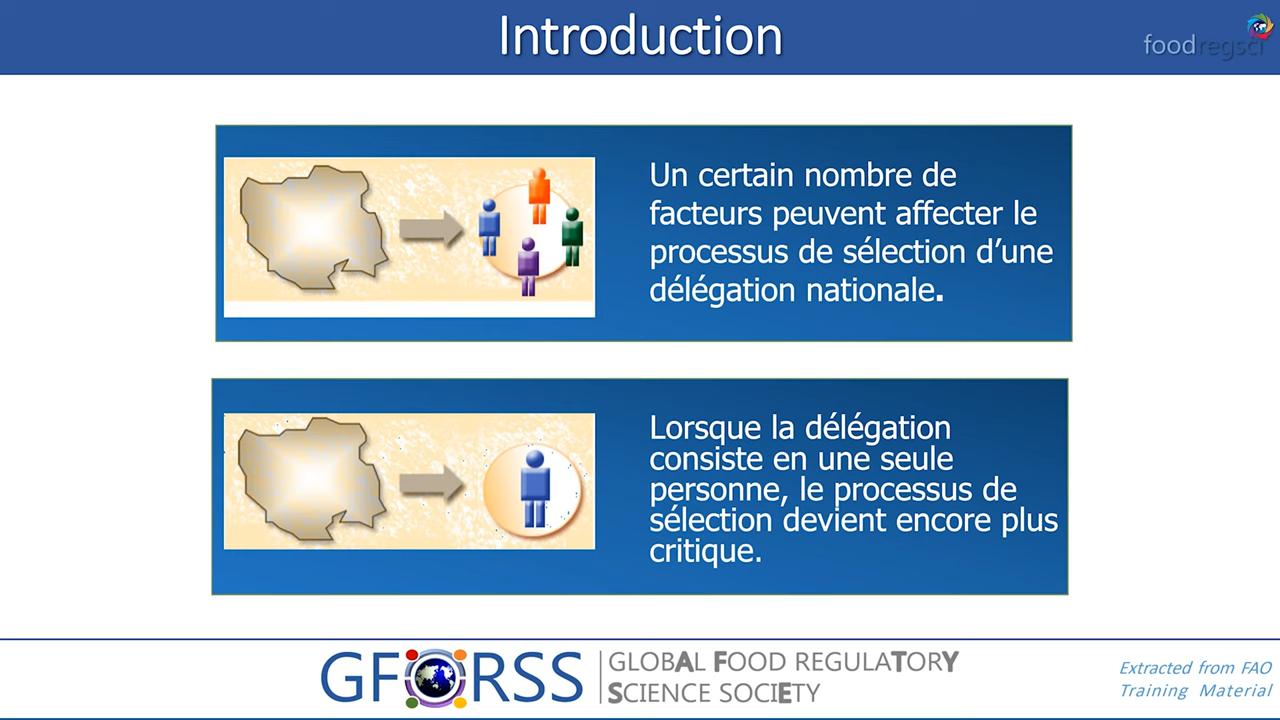 Introduction
foodregsci
Un certain nombre de
facteurs peuvent affecter le
processus de sélection d’une
délégation nationale.
Lorsque la délégation
consiste en une seule
personne, le processus de
sélection devient encore plus
critique.
GFORSS
GLOBAL FOOD REGULATORY
SCIENCE SOCIETY
Extracted from FAO
Training Material